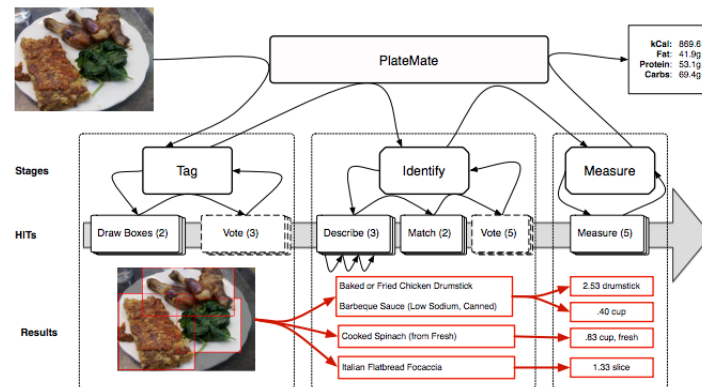 PlateMate
kCal: 869.6
Fat: 41.9g
Protein: 53.1g
Carbs: 69.4g
Stages
Tag
Identify
Measure
HITs
Draw Boxes (2)
Vote (3)
Describe (3)
Match (2)
Vote (5)
Measure (5)
Results
Baked or Fried Chicken Drumstick
Barbeque Sauce (Low Sodium, Canned)
2.53 drumstick
.40 cup
Cooked Spinach (from Fresh)
.83 cup, fresh
Italian Flatbread Focaccia
1.33 slice